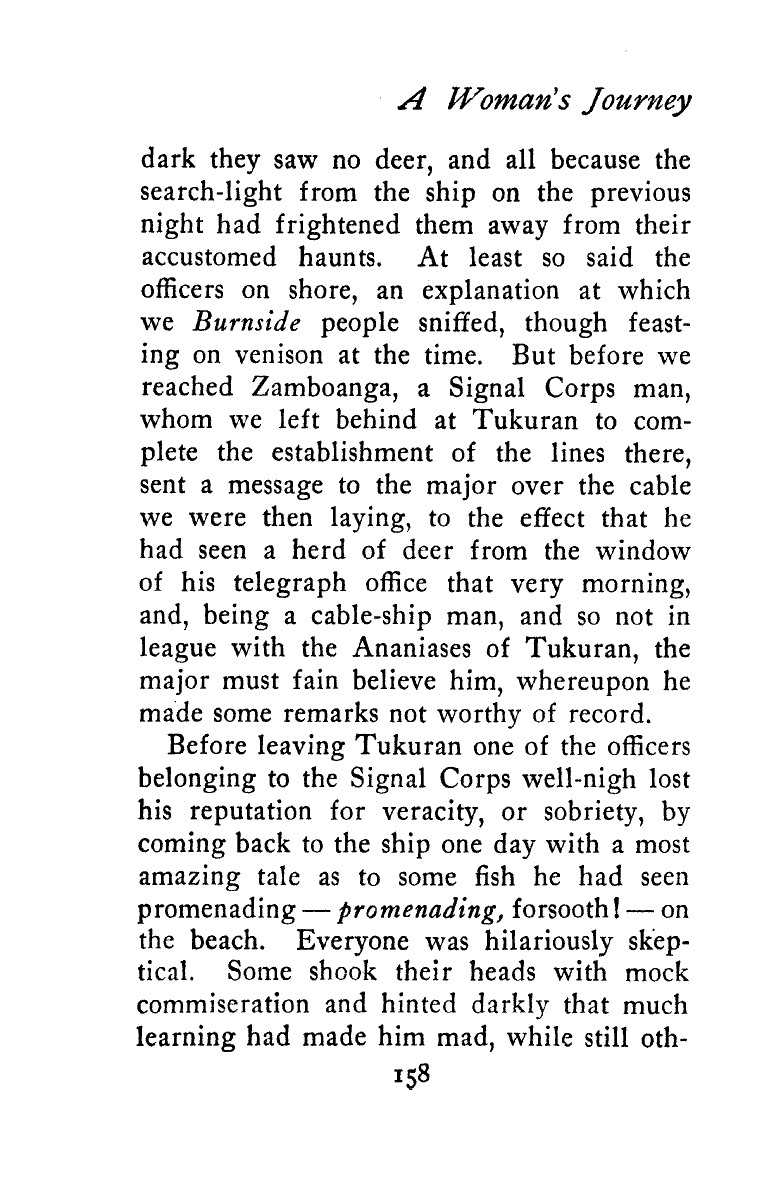 A Woman's Journey
dark they saw no deer, and all because the
search-light from the ship on the previous
night had frightened them away from their
accustomed haunts. At least so said the
officers on shore, an explanation at which
we Burnside people sniffed, though feast-
ing on venison at the time. But before we
reached Zamboanga, a Signal Corps man,
whom we left behind at Tukuran to com-
plete the establishment of the lines there,
sent a message to the major over the cable
we were then laying, to the effect that he
had seen a herd of deer from the window
of his telegraph office that very morning,
and, being a cable-ship man, and so not in
league with the Ananiases of Tukuran, the
major must fain believe him, whereupon he
made some remarks not worthy of record.
Before leaving Tukuran one of the officers
belonging to the Signal Corps well-nigh lost
his reputation for veracity, or sobriety, by
coming back to the ship one day with a most
amazing tale as to some fish he had seen
promenading — promenading, forsooth! — on
the beach. Everyone was hilariously skep-
tical. Some shook their heads with mock
commiseration and hinted darkly that much
learning had made him mad, while still oth-
158